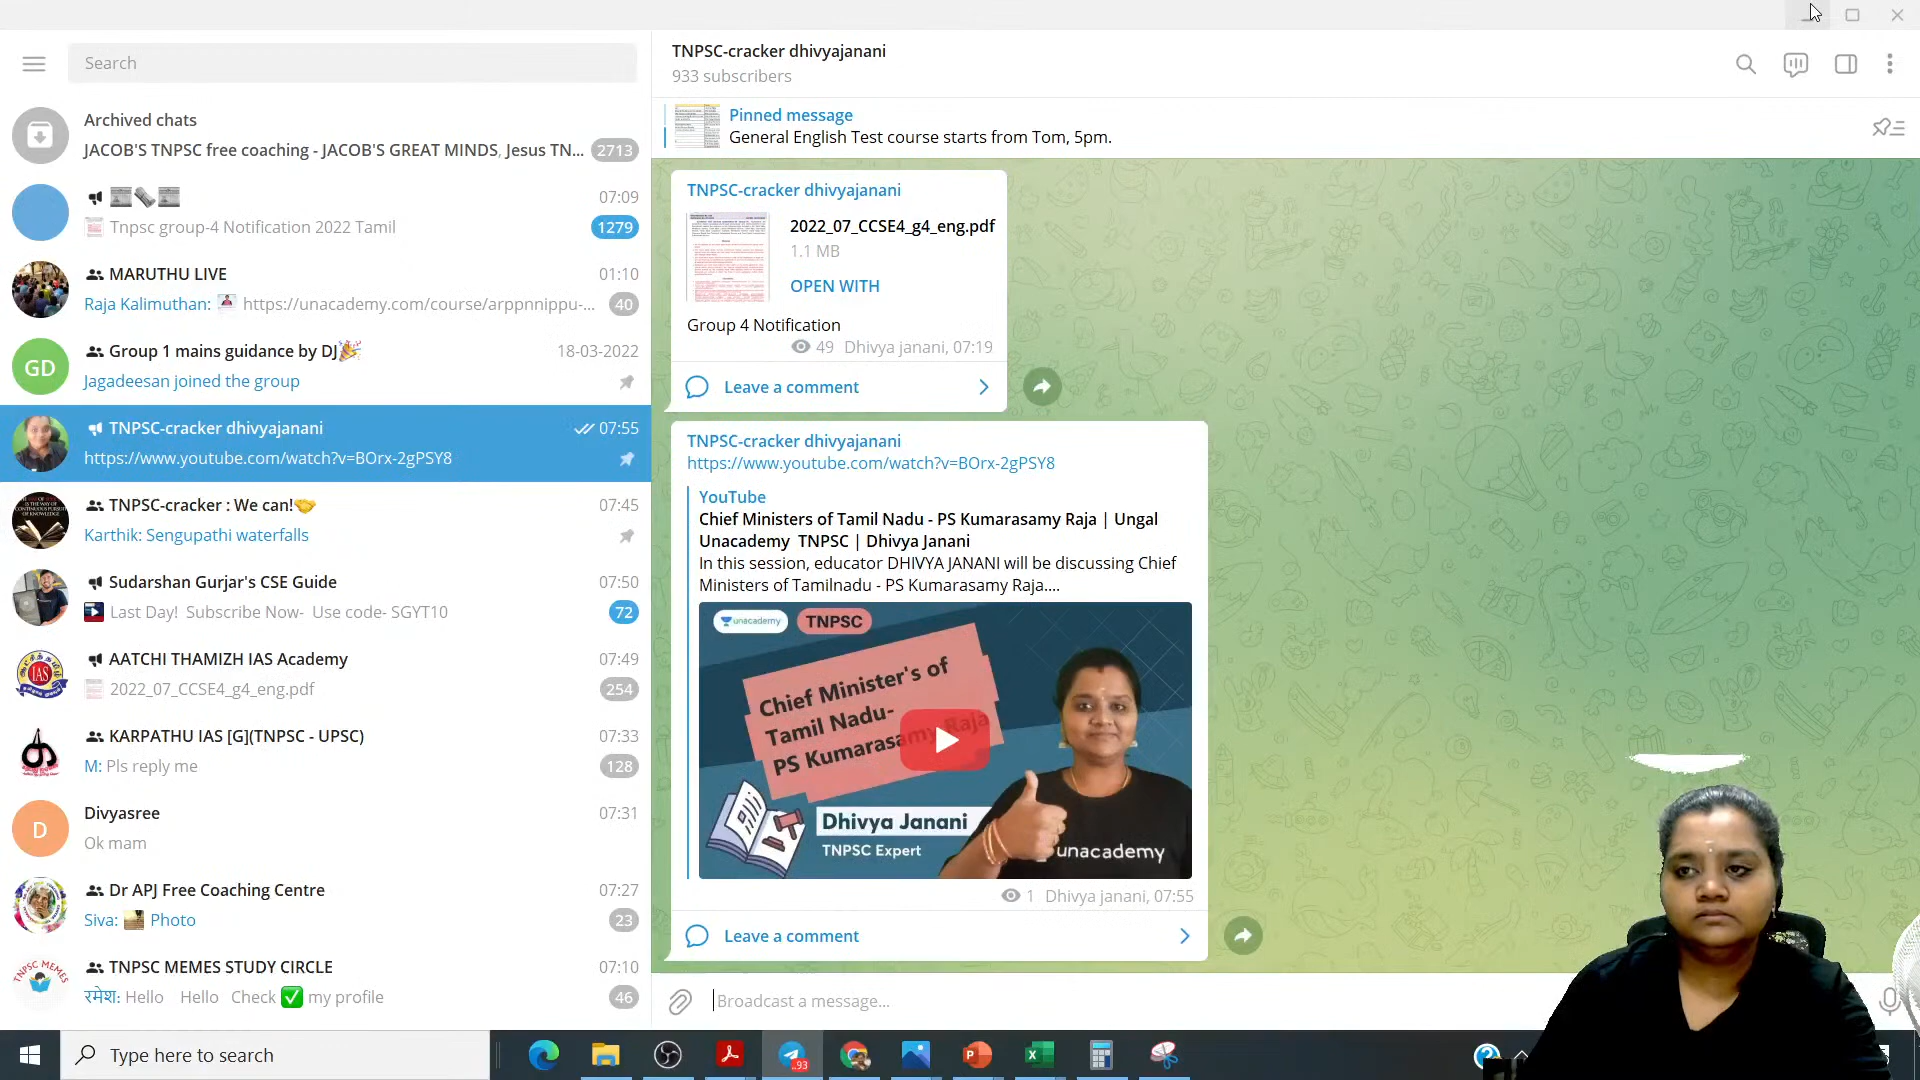 Search
Archived chats
JACOB'S TNPSC free coaching - JACOB'S GREAT MINDS, Jesus TN...
2713
07:09
Tnpsc group-4 Notification 2022 Tamil
1279
MARUTHU LIVE
01:10
Raja Kalimuthan: https://unacademy.com/course/arppnnippu-...
40
GD
Group 1 mains guidance by DJ🎉
18-03-2022
Jagadeesan joined the group
TNPSC-cracker dhivyajanani
07:55
https://www.youtube.com/watch?v=BOrx-2gPSY8
TNPSC-cracker : We can!🤝
07:45
Karthik: Sengupathi waterfalls
Sudarshan Gurjar's CSE Guide
07:50
Last Day! Subscribe Now- Use code- SGYT10
72
IAS
AATCHI THAMIZH IAS Academy
07:49
2022_07_CCSE4_g4_eng.pdf
254
KARPATHU IAS [G](TNPSC - UPSC)
07:33
M: Pls reply me
128
D
Divyasree
07:31
Ok mam
Dr APJ Free Coaching Centre
07:27
Siva: Photo
23
TNPSC MEMES
TNPSC MEMES STUDY CIRCLE
07:10
रमेश: Hello Hello Check ✅ my profile
46
TNPSC-cracker dhivyajanani
933 subscribers
Pinned message
General English Test course starts from Tom, 5pm.
TNPSC-cracker dhivyajanani
2022_07_CCSE4_g4_eng.pdf
1.1 MB
OPEN WITH
Group 4 Notification
49 Dhivya janani, 07:19
Leave a comment
TNPSC-cracker dhivyajanani
https://www.youtube.com/watch?v=BOrx-2gPSY8
YouTube
Chief Ministers of Tamil Nadu - PS Kumarasamy Raja | Ungal
Unacademy TNPSC | Dhivya Janani
In this session, educator DHIVYA JANANI will be discussing Chief
Ministers of Tamilnadu - PS Kumarasamy Raja....
unacademy
TNPSC
Chief Minister's of
Tamil Nadu-
PS Kumarasamy Raja
Dhivya Janani
TNPSC Expert
unacademy
1 Dhivya janani, 07:55
Leave a comment
Broadcast a message...
Type here to search
..93